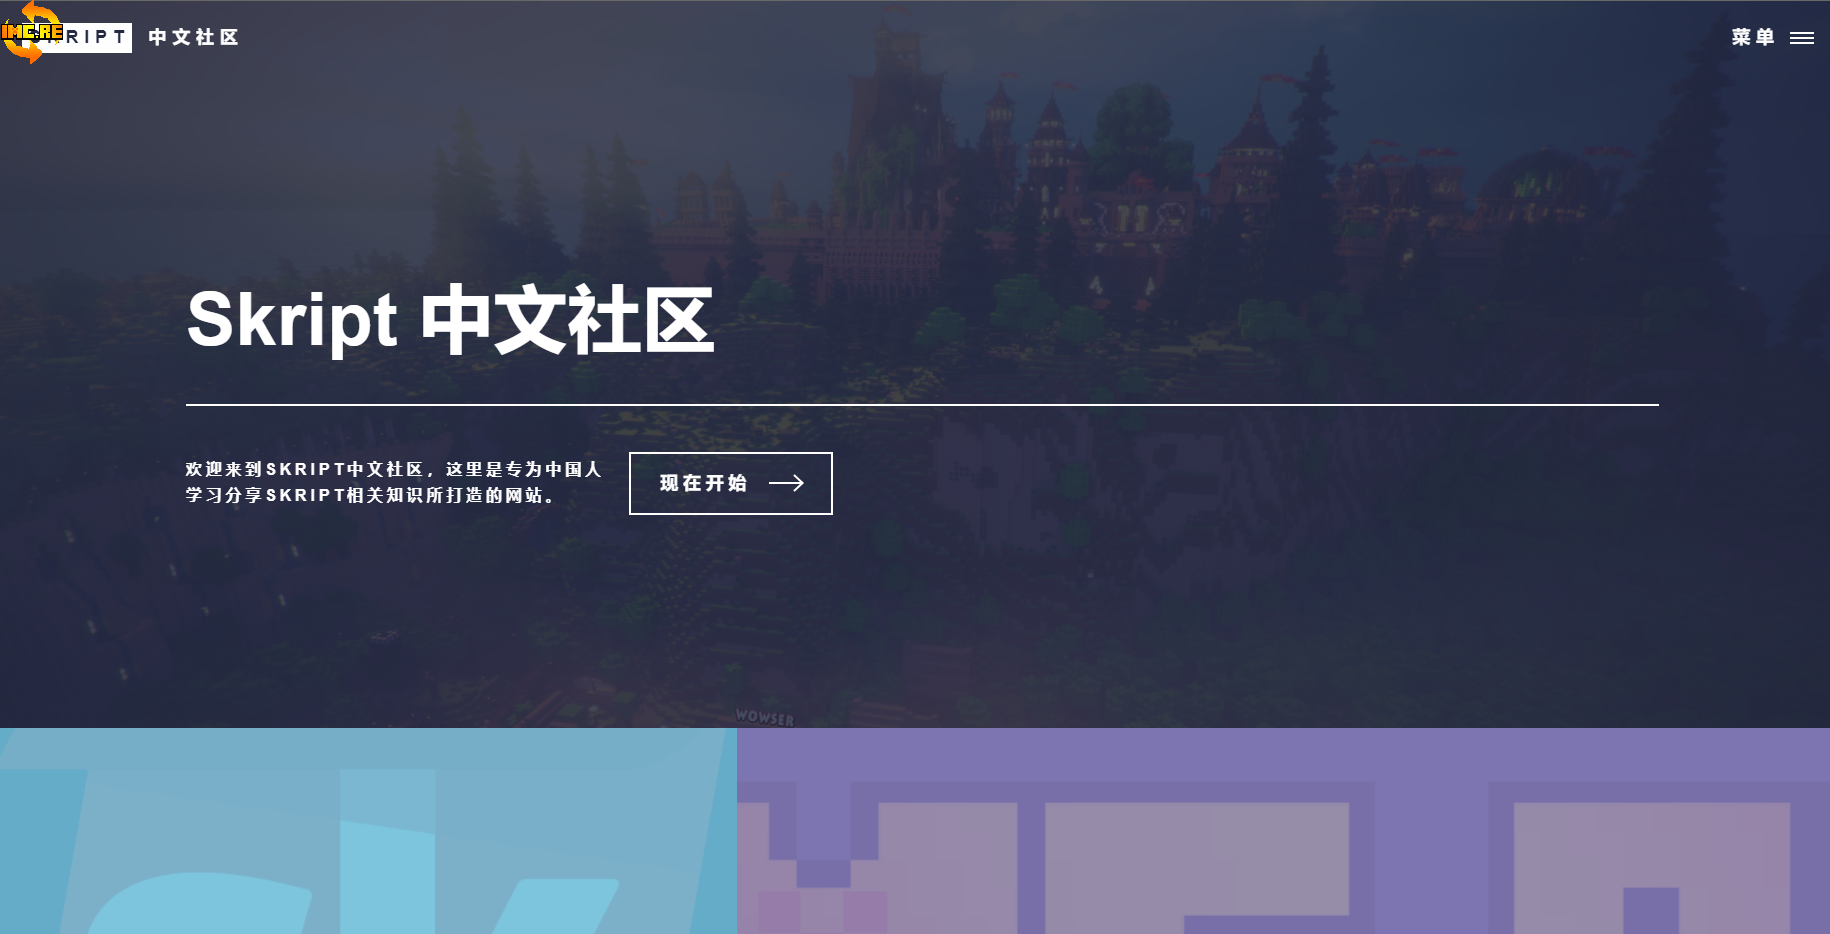 IMC.RE
SKRIPT 中文社区
菜单
Skript 中文社区
欢迎来到SKRIPT中文社区，这里是专为中国人
学习分享SKRIPT相关知识所打造的网站。
现在开始
WOWSER
sk